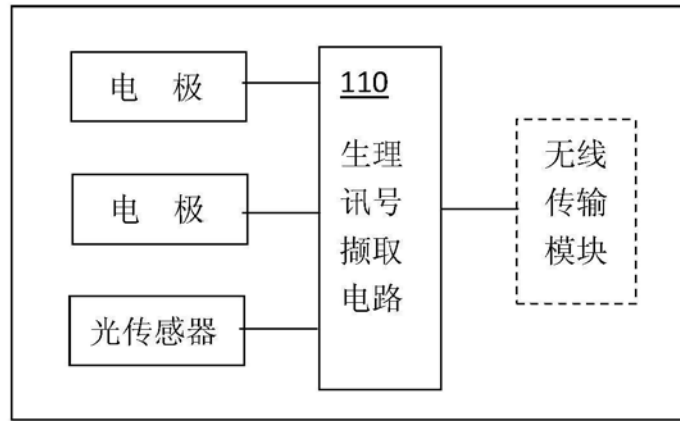 电 极
电 极
光传感器
110
生理
讯号
撷取
电路
无线
传输
模块